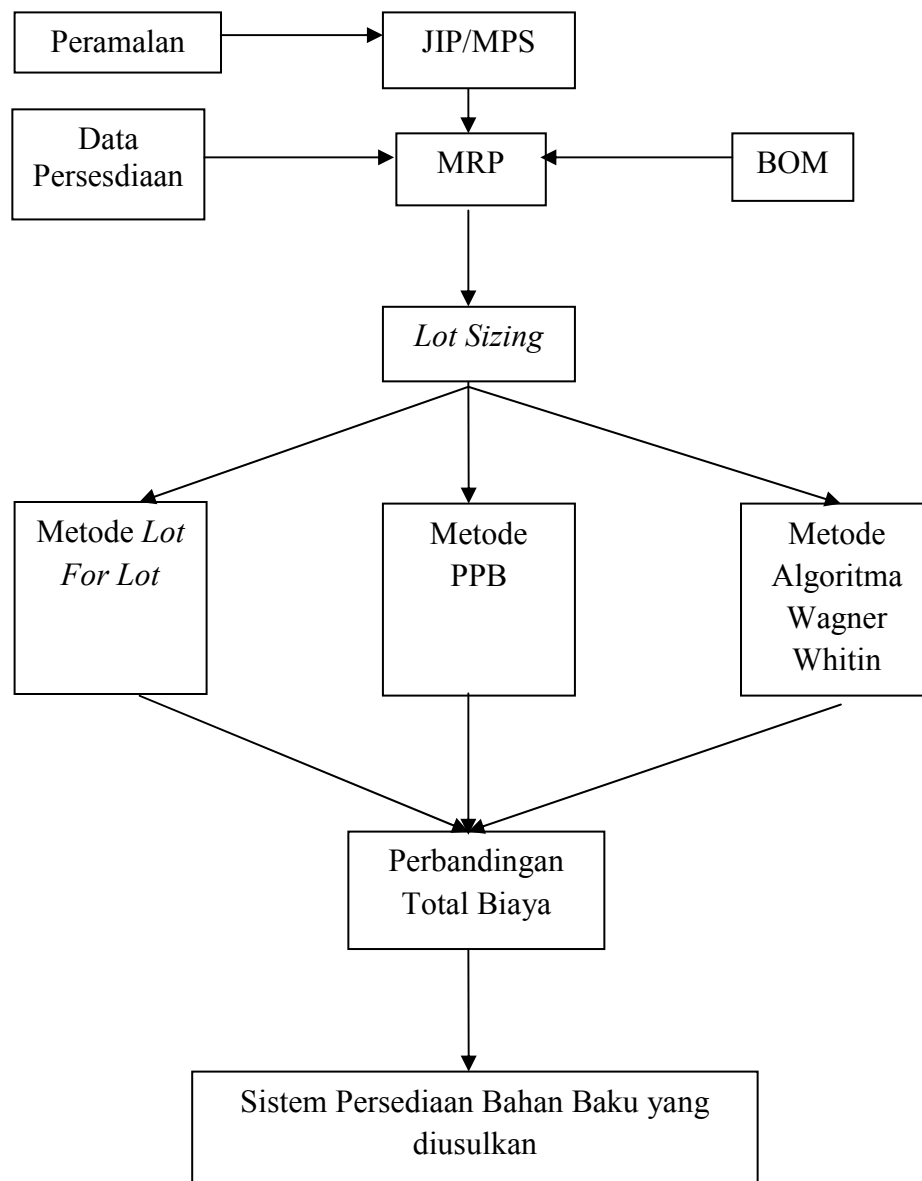 Peramalan
JIP/MPS
Data
Persesdiaan
MRP
BOM
Lot Sizing
Metode Lot
For Lot
Metode
PPB
Metode
Algoritma
Wagner
Whitin
Perbandingan
Total Biaya
Sistem Persediaan Bahan Baku yang
diusulkan